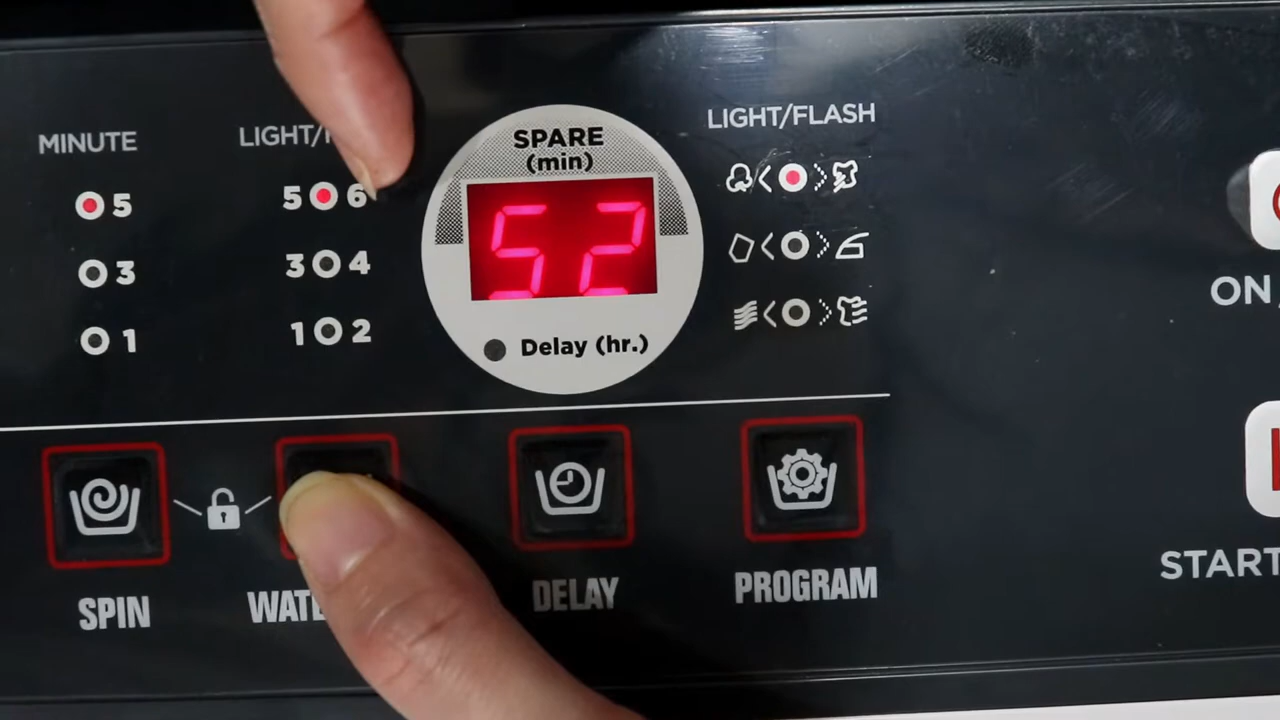 MINUTE
LIGHT/
SPARE
(min)
LIGHT/FLASH
5
5 6
3
3 4
1
1 2
52
Delay (hr.)
ON
SPIN
WATE
DELAY
PROGRAM
START